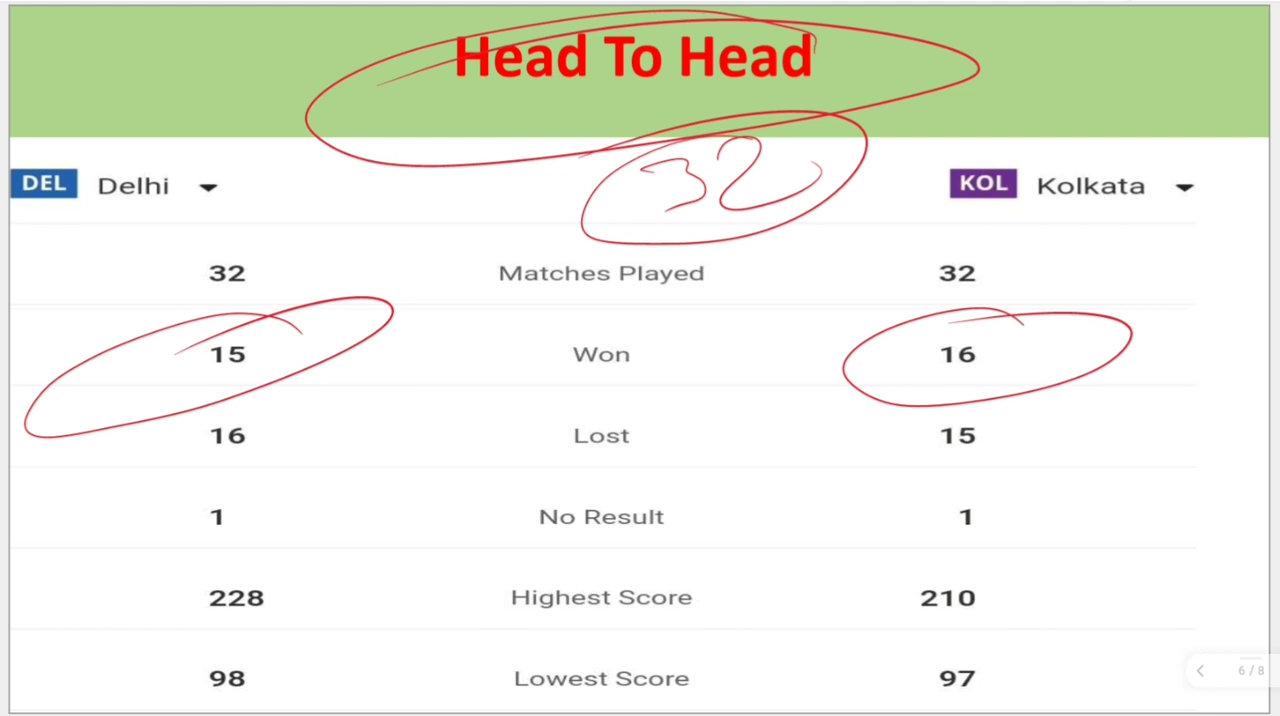 Head To Head
32
DEL Delhi KOL Kolkata
32 Matches Played 32
15 Won 16
16 Lost 15
1 No Result 1
228 Highest Score 210
98 Lowest Score 97
6 / 8